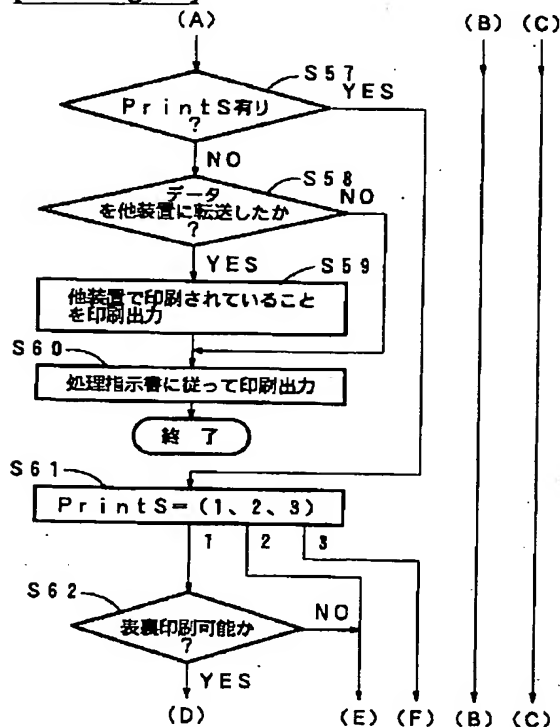 (A)
(B)
(C)
S57
PrintS有り
?
YES
NO
S58
データ
を他装置に転送したか
?
NO
YES
S59
他装置で印刷されていること
を印刷出力
S60
処理指示書に従って印刷出力
終了
S61
PrintS=(1、2、3)
1
2
3
S62
表裏印刷可能か
?
NO
YES
(D)
(E)
(F)
(B)
(C)